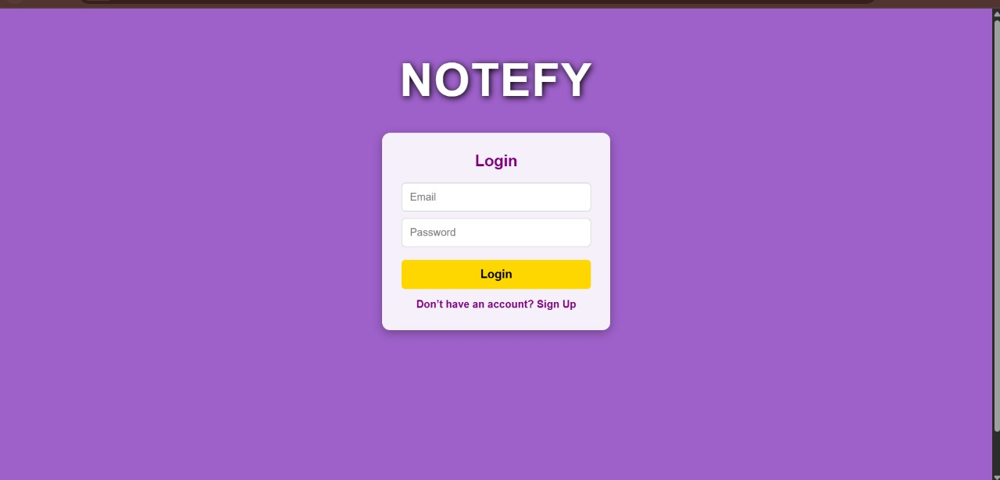 NOTEFY
Login
Email
Password
Login
Don't have an account? Sign Up